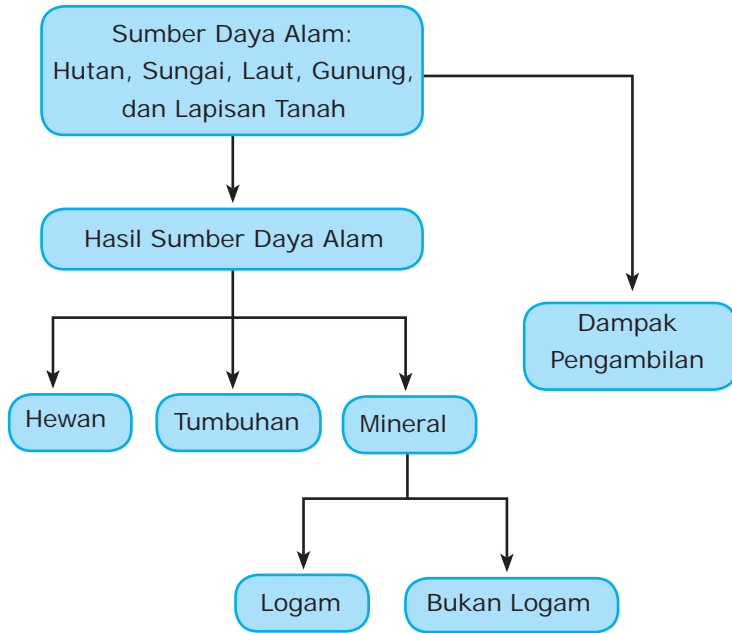 Sumber Daya Alam:
Hutan, Sungai, Laut, Gunung,
dan Lapisan Tanah
Hasil Sumber Daya Alam
Dampak
Pengambilan
Hewan
Tumbuhan
Mineral
Logam
Bukan Logam